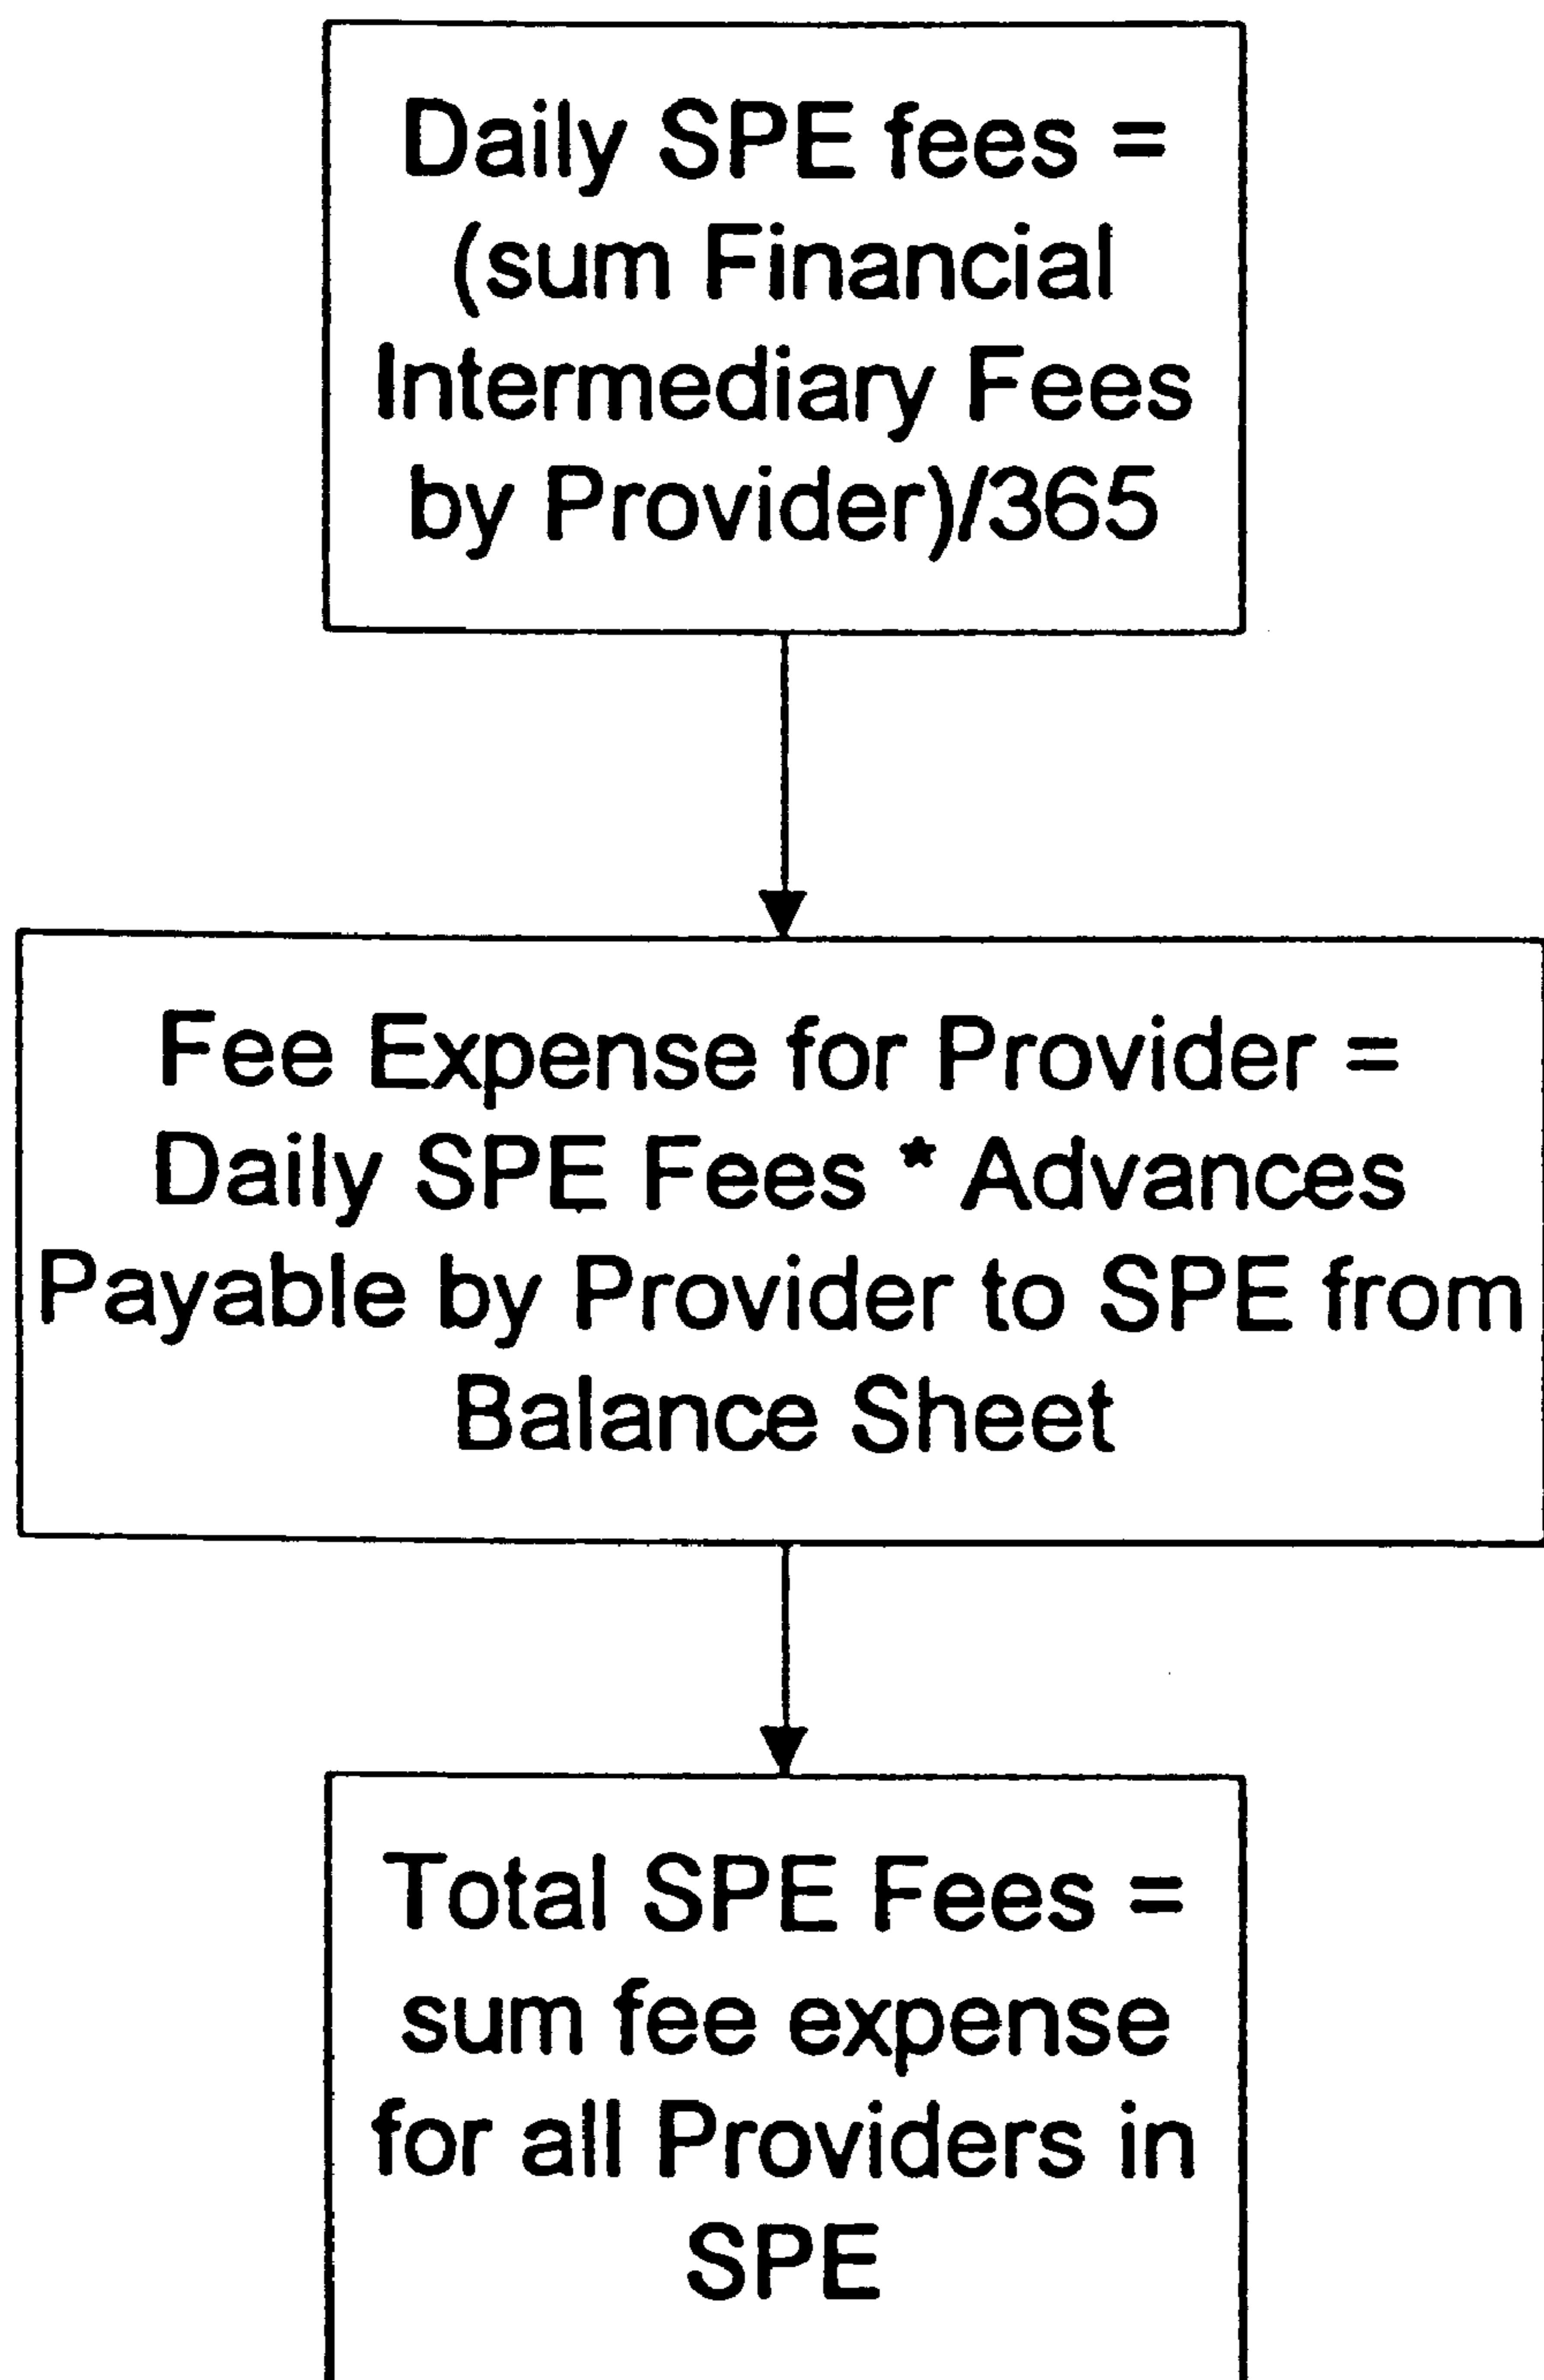 Daily SPE fees =
(sum Financial
Intermediary Fees
by Provider)/365
Fee Expense for Provider =
Daily SPE Fees * Advances
Payable by Provider to SPE from
Balance Sheet
Total SPE Fees =
sum fee expense
for all Providers in
SPE